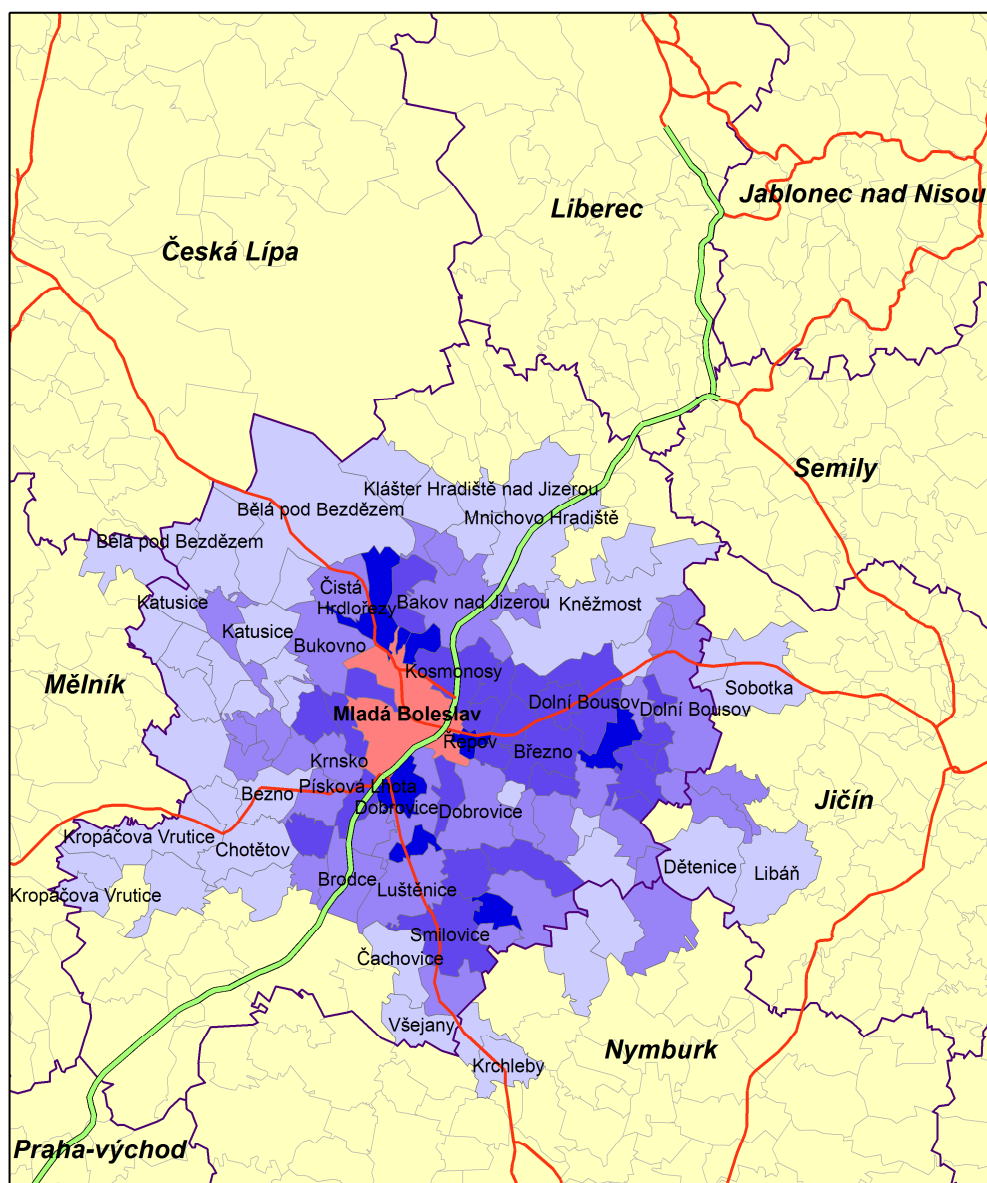 Jablonec nad Nisou
Liberec
Česká Lípa
Semily
Klášter Hradiště nad Jizerou
Bělá pod Bezdězem
Mnichovo Hradiště
Bělá pod Bezdězem
Čistá
Katusice
Hrdlořezy
Bakov nad Jizerou
Kněžmost
Katusice
Bukovno
Kosmonosy
Mělník
Sobotka
Dolní Bousov
Dolní Bousov
Mladá Boleslav
Řepov
Březno
Krnsko
Písková Lhota
Bezno
Jičín
Dobrovice
Dobrovice
Kropáčova Vrutice
Chotětov
Dětenice
Libáň
Brodce
Luštěnice
Kropáčova Vrutice
Smilovice
Čachovice
Všejany
Nymburk
Krchleby
Praha-východ